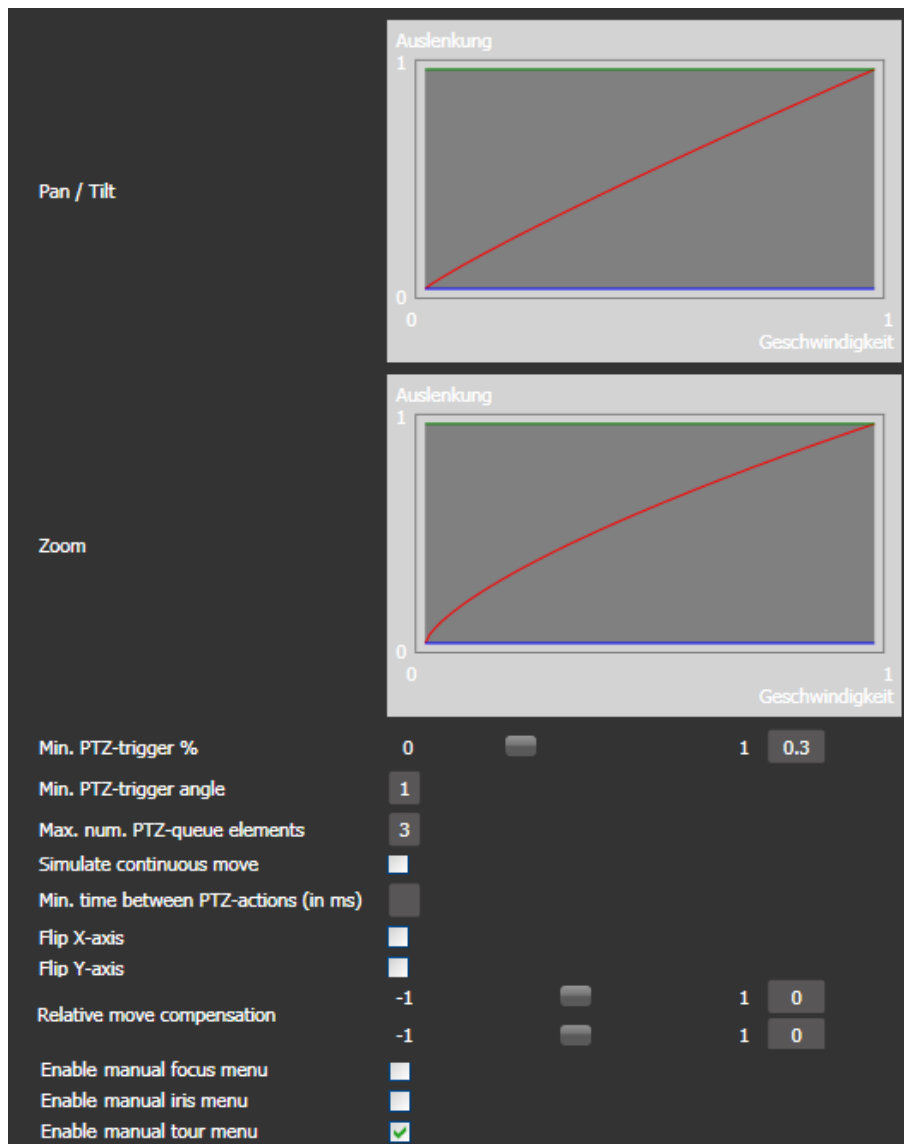 Auslenkung
1
Pan / Tilt
0
0 1
Geschwindigkeit
Auslenkung
1
Zoom
0
0 1
Geschwindigkeit
Min. PTZ-trigger % 0 1 0.3
Min. PTZ-trigger angle 1
Max. num. PTZ-queue elements 3
Simulate continuous move
Min. time between PTZ-actions (in ms)
Flip X-axis
Flip Y-axis
-1 1 0
Relative move compensation
-1 1 0
Enable manual focus menu
Enable manual iris menu
Enable manual tour menu